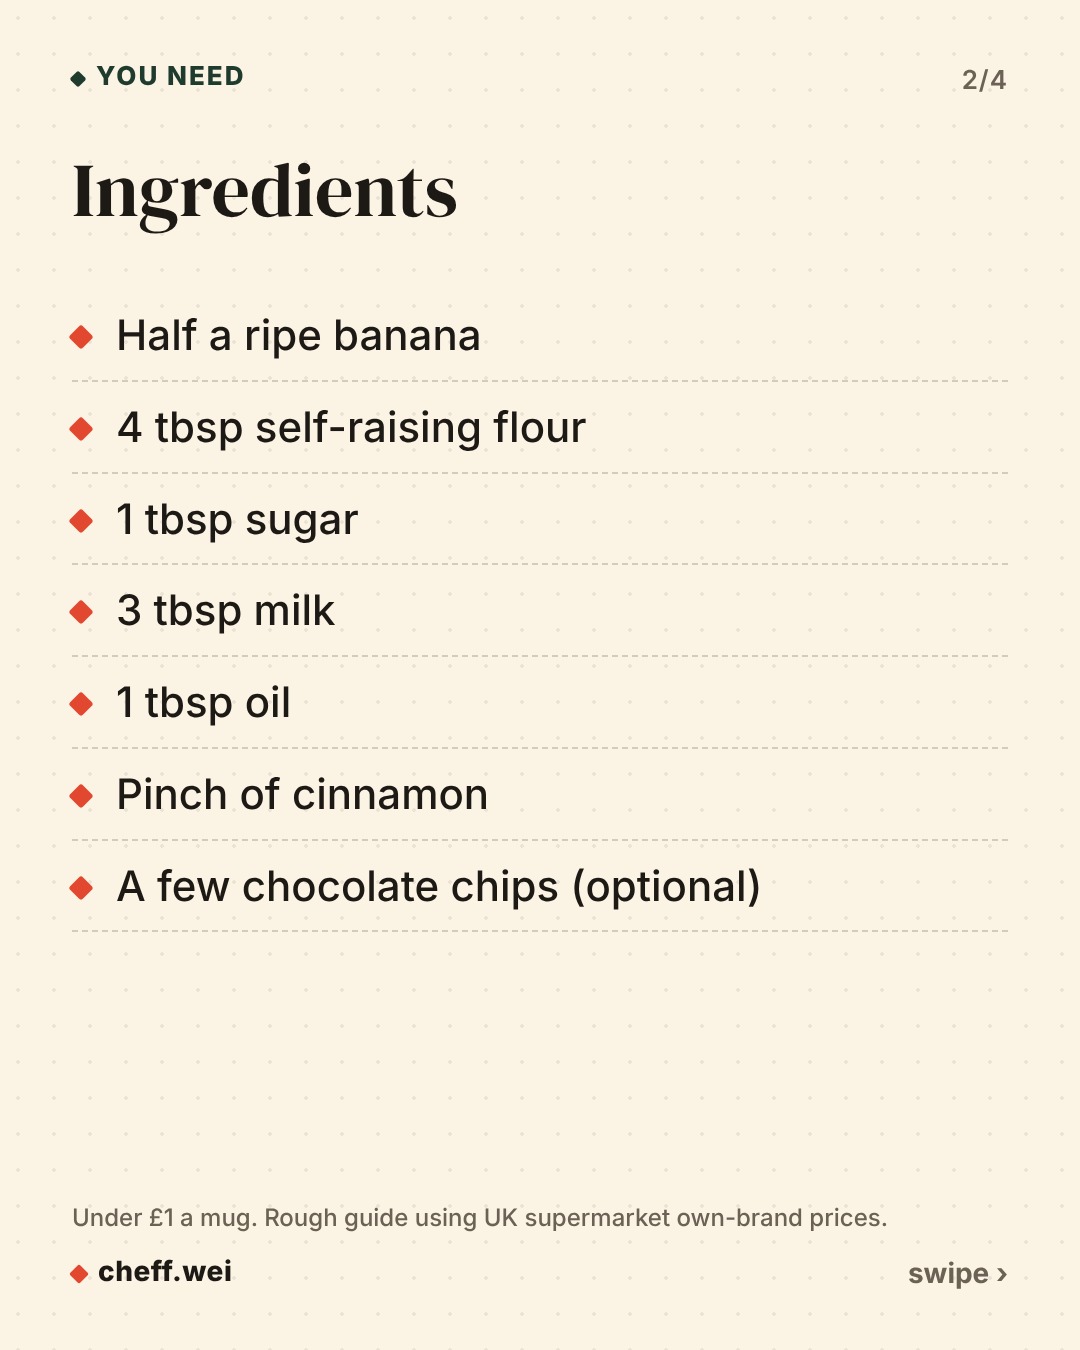 YOU NEED
2/4
Ingredients
Half a ripe banana
4 tbsp self-raising flour
1 tbsp sugar
3 tbsp milk
1 tbsp oil
Pinch of cinnamon
A few chocolate chips (optional)
Under £1 a mug. Rough guide using UK supermarket own-brand prices.
cheff.wei
swipe ›